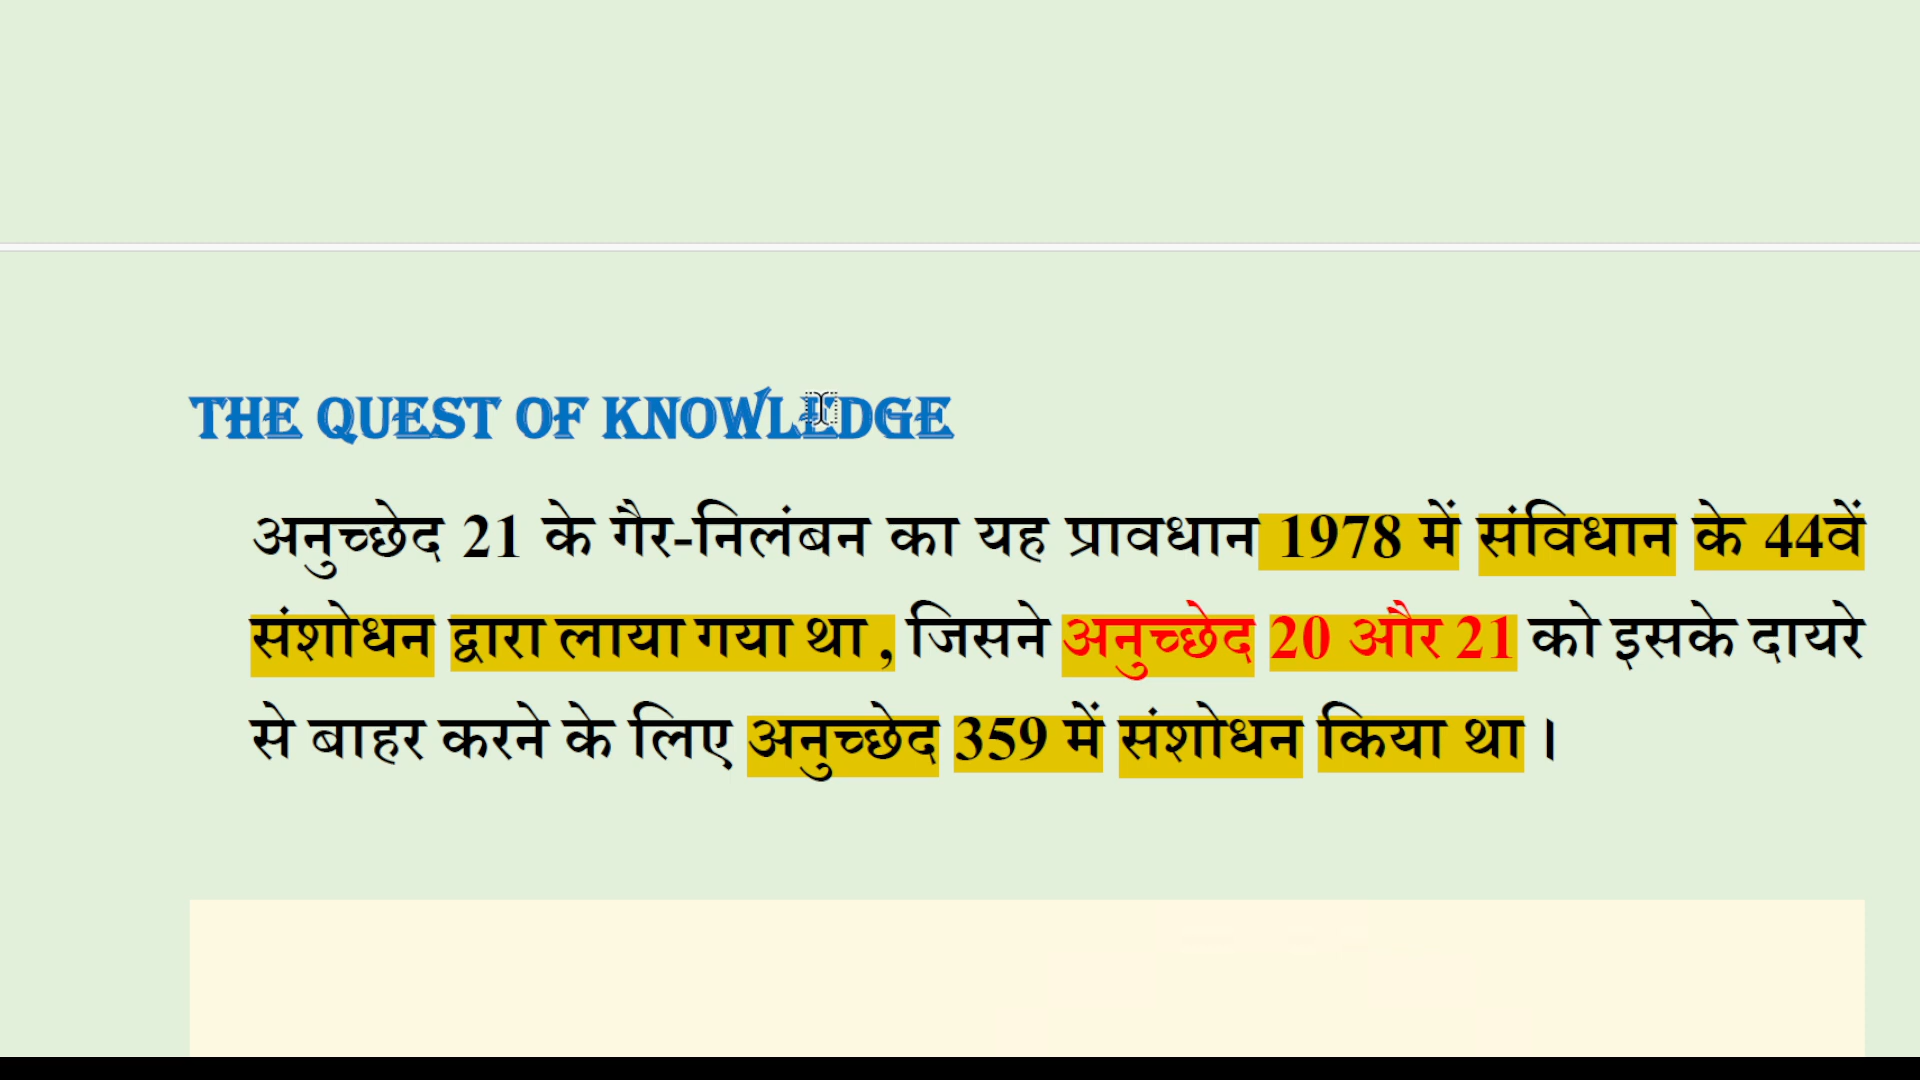 THE QUEST OF KNOWLEDGE
अनुच्छेद 21 के गैर-निलंबन का यह प्रावधान 1978 में संविधान के 44वें
संशोधन द्वारा लाया गया था , जिसने अनुच्छेद 20 और 21 को इसके दायरे
से बाहर करने के लिए अनुच्छेद 359 में संशोधन किया था ।